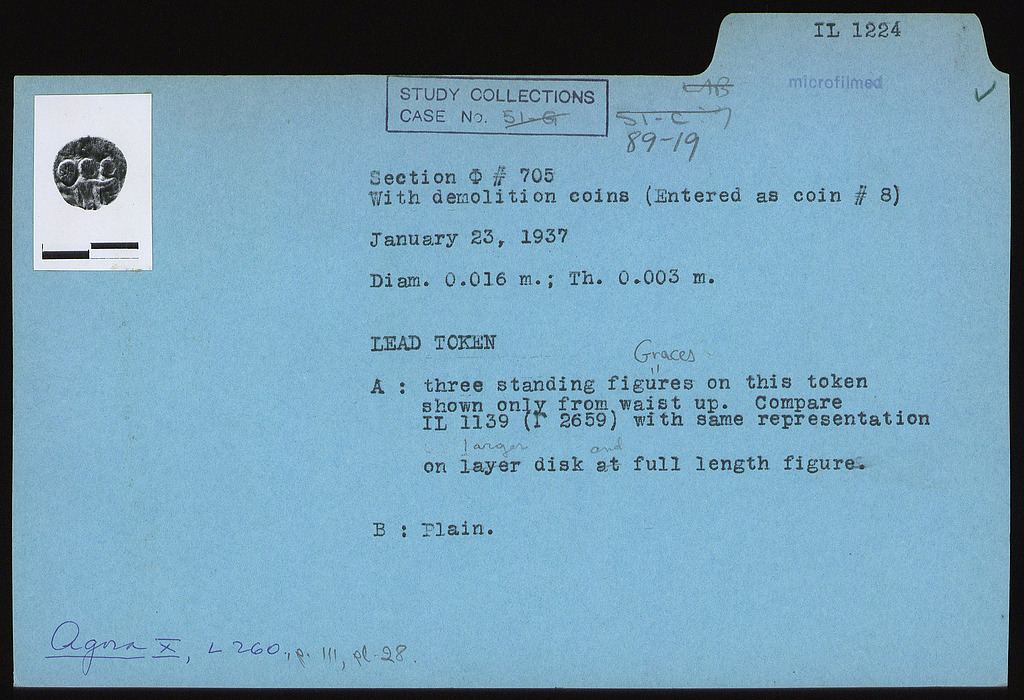 IL 1224
microfilmed
AB
STUDY COLLECTIONS
CASE No. 51-G
51-C
89-19
Section Φ # 705
With demolition coins (Entered as coin # 8)
January 23, 1937
Diam. 0.016 m.; Th. 0.003 m.
LEAD TOKEN
Graces
"
A : three standing figures on this token
shown only from waist up. Compare
IL 1139 (Γ 2659) with same representation
larger and
on layer disk at full length figure.
B : Plain.
Agora X, L 260, p. 111, pl. 28.